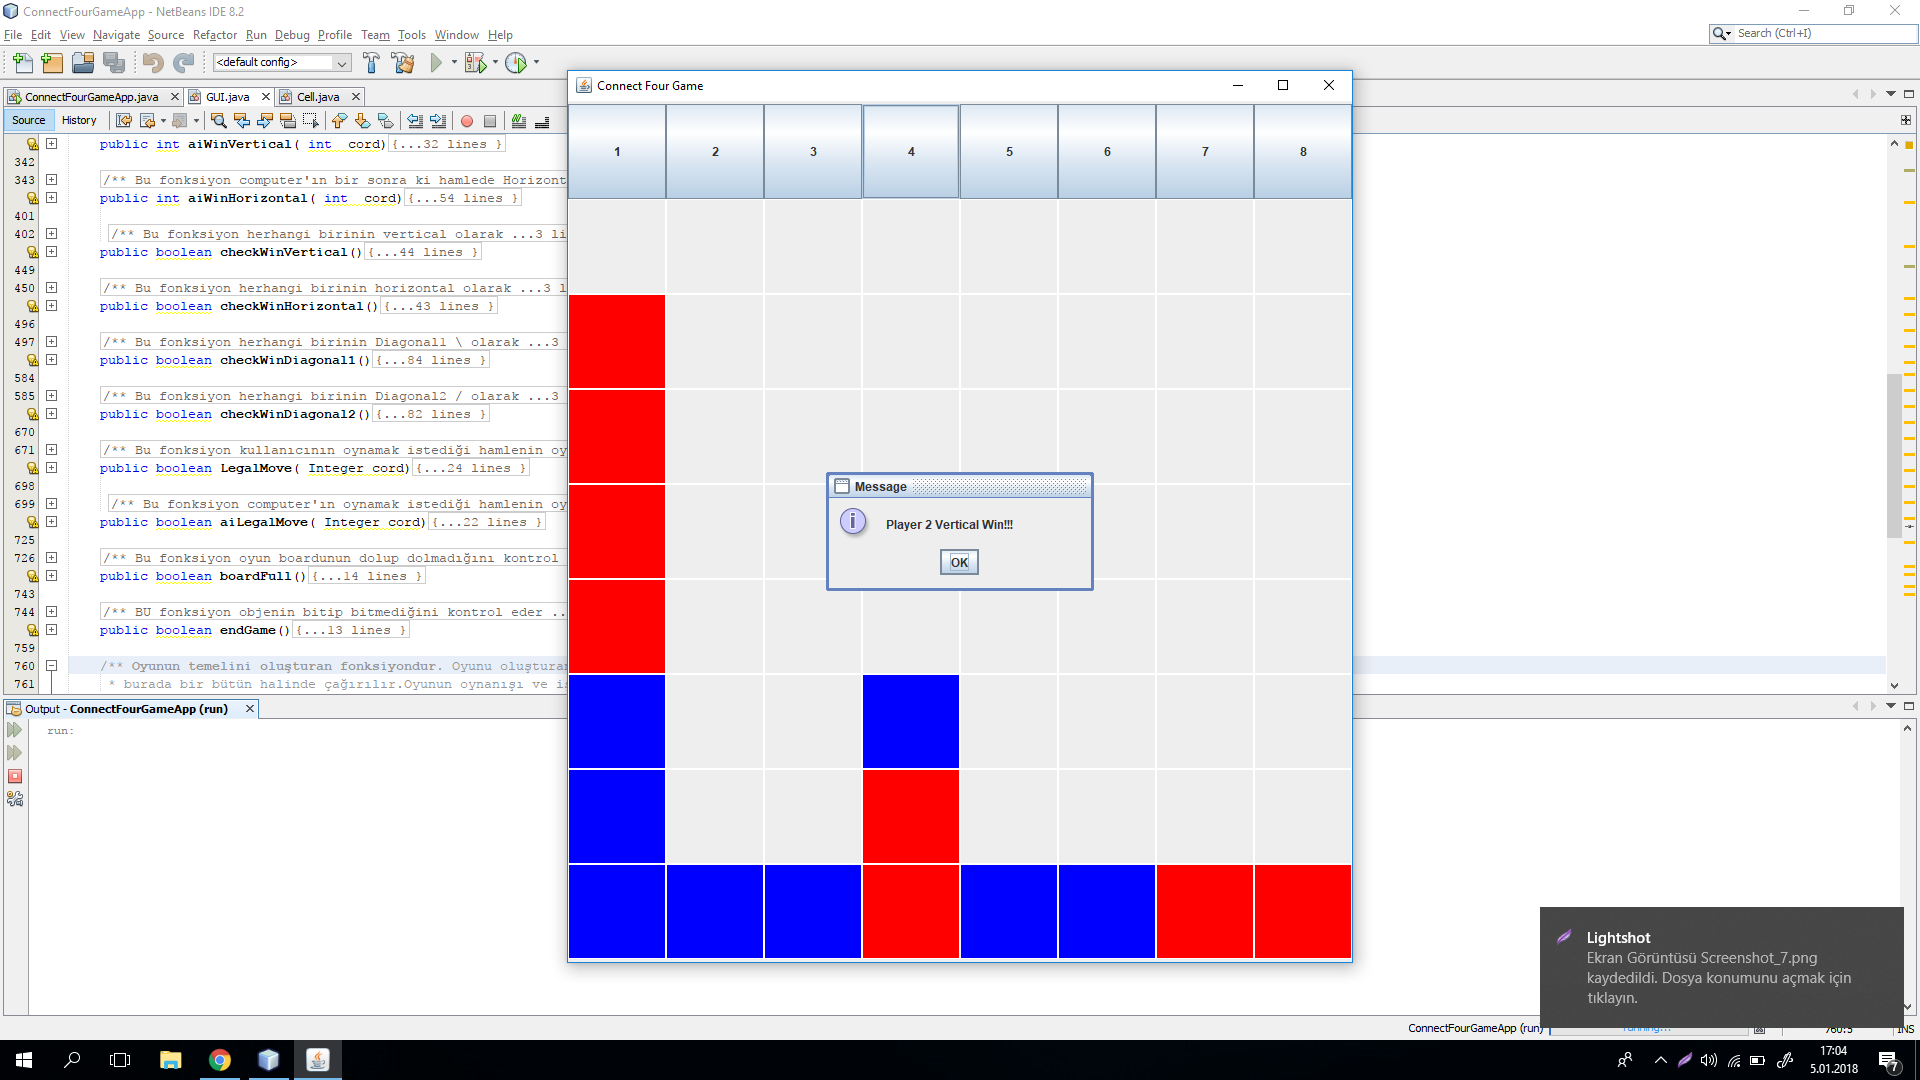 ConnectFourGameApp - NetBeans IDE 8.2
File Edit View Navigate Source Refactor Run Debug Profile Team Tools Window Help
Search (Ctrl+I)
<default config>
ConnectFourGameApp.java GUI.java Cell.java
Source History
public int aiWinVertical( int cord){...32 lines }
342
343 /** Bu fonksiyon computer'ın bir sonra ki hamlede Horizont
public int aiWinHorizontal( int cord){...54 lines }
401
402 /** Bu fonksiyon herhangi birinin vertical olarak ...3 li
public boolean checkWinVertical(){...44 lines }
449
450 /** Bu fonksiyon herhangi birinin horizontal olarak ...3 l
public boolean checkWinHorizontal(){...43 lines }
496
497 /** Bu fonksiyon herhangi birinin Diagonal1 \ olarak ...3
public boolean checkWinDiagonal1(){...84 lines }
584
585 /** Bu fonksiyon herhangi birinin Diagonal2 / olarak ...3
public boolean checkWinDiagonal2(){...82 lines }
670
671 /** Bu fonksiyon kullanıcının oynamak istediği hamlenin oy
public boolean LegalMove( Integer cord){...24 lines }
698
699 /** Bu fonksiyon computer'ın oynamak istediği hamlenin oy
public boolean aiLegalMove( Integer cord){...22 lines }
725
726 /** Bu fonksiyon oyun boardunun dolup dolmadığını kontrol
public boolean boardFull(){...14 lines }
743
744 /** BU fonksiyon objenin bitip bitmediğini kontrol eder ..
public boolean endGame(){...13 lines }
759
760 /** Oyunun temelini oluşturan fonksiyondur. Oyunu oluşturan
761 * burada bir bütün halinde çağırılır.Oyunun oynanışı ve is
Output - ConnectFourGameApp (run)
run:
Connect Four Game
1 2 3 4 5 6 7 8
Message
Player 2 Vertical Win!!!
OK
Lightshot
Ekran Görüntüsü Screenshot_7.png
kaydedildi. Dosya konumunu açmak için
tıklayın.
ConnectFourGameApp (run) running... 760:5 INS
17:04
5.01.2018
7